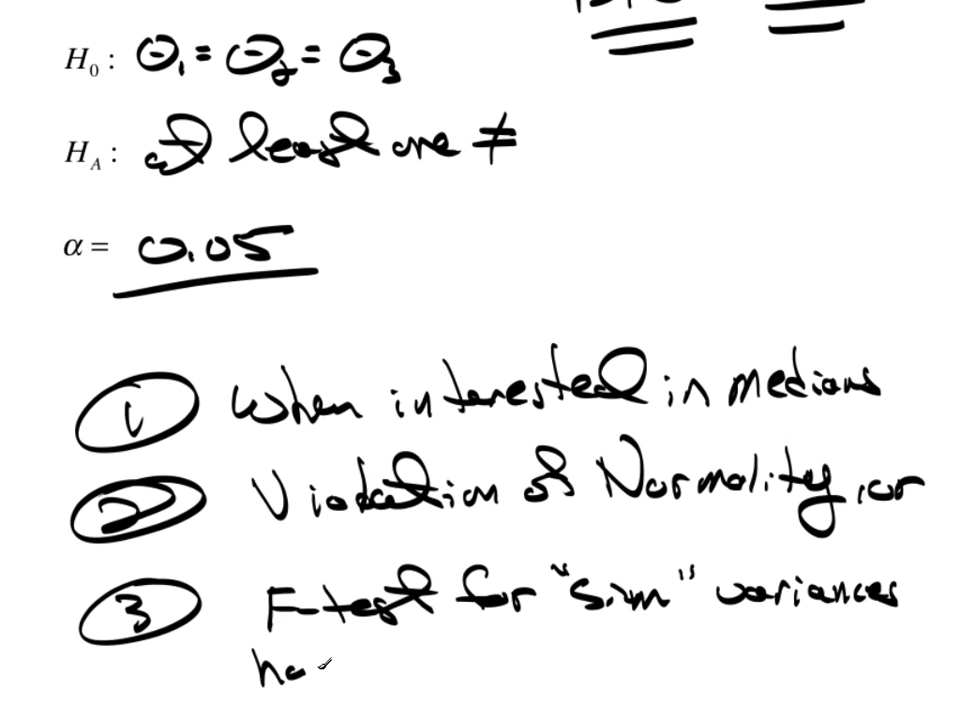 H₀: Θ₁ = Θ₂ = Θ₃
H_A: at least one ≠
α = 0.05
1 When interested in medians
2 Violation of Normality, or
3 F-test for "sim" variances
ha